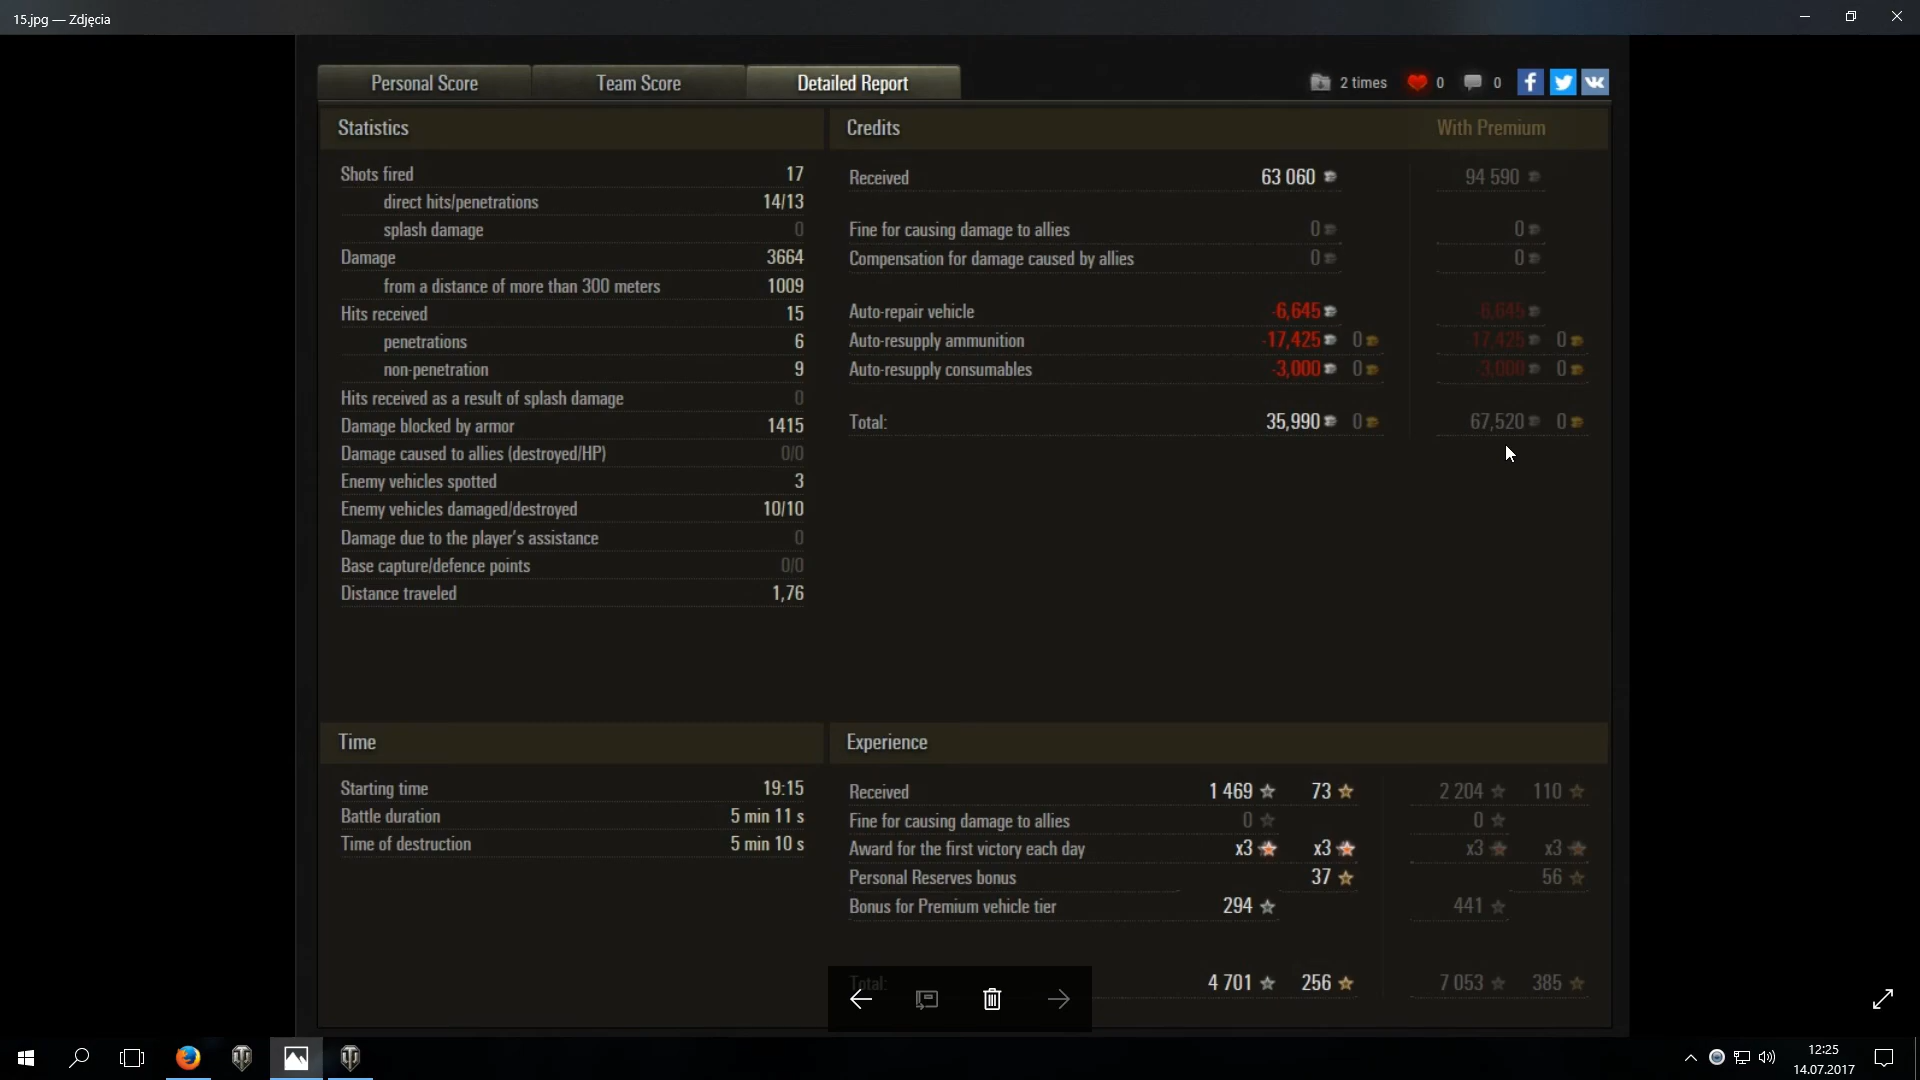 15.jpg — Zdjęcia
Personal Score Team Score Detailed Report 2 times 0 0
Statistics
Shots fired 17
direct hits/penetrations 14/13
splash damage 0
Damage 3664
from a distance of more than 300 meters 1009
Hits received 15
penetrations 6
non-penetration 9
Hits received as a result of splash damage 0
Damage blocked by armor 1415
Damage caused to allies (destroyed/HP) 0/0
Enemy vehicles spotted 3
Enemy vehicles damaged/destroyed 10/10
Damage due to the player's assistance 0
Base capture/defence points 0/0
Distance traveled 1,76
Credits With Premium
Received 63 060 94 590
Fine for causing damage to allies 0 0
Compensation for damage caused by allies 0 0
Auto-repair vehicle -6,645 -6,645
Auto-resupply ammunition -17,425 0 -17,425 0
Auto-resupply consumables -3,000 0 -3,000 0
Total: 35,990 0 67,520 0
Time
Starting time 19:15
Battle duration 5 min 11 s
Time of destruction 5 min 10 s
Experience
Received 1 469 73 2 204 110
Fine for causing damage to allies 0 0
Award for the first victory each day x3 x3 x3 x3
Personal Reserves bonus 37 56
Bonus for Premium vehicle tier 294 441
Total: 4 701 256 7 053 385
12:25
14.07.2017